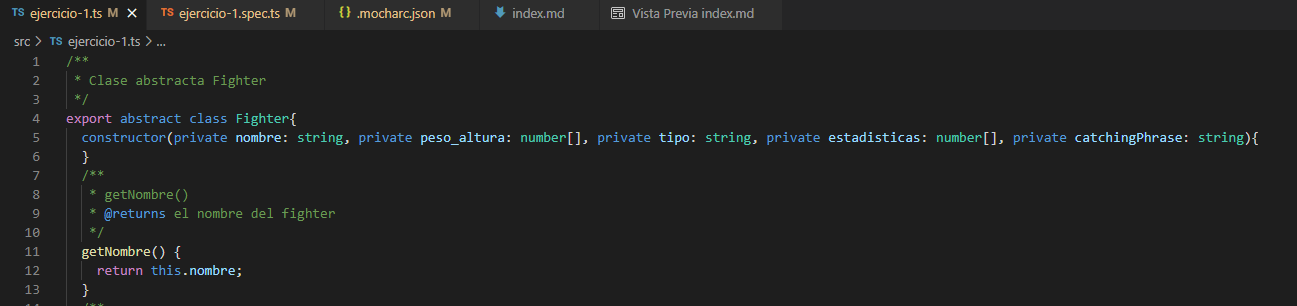 TS ejercicio-1.ts M × TS ejercicio-1.spec.ts M {} .mocharc.json M index.md Vista Previa index.md
src > TS ejercicio-1.ts > ...
1 /**
2 * Clase abstracta Fighter
3 */
4 export abstract class Fighter{
5 constructor(private nombre: string, private peso_altura: number[], private tipo: string, private estadisticas: number[], private catchingPhrase: string){
6 }
7 /**
8 * getNombre()
9 * @returns el nombre del fighter
10 */
11 getNombre() {
12 return this.nombre;
13 }
14 /**